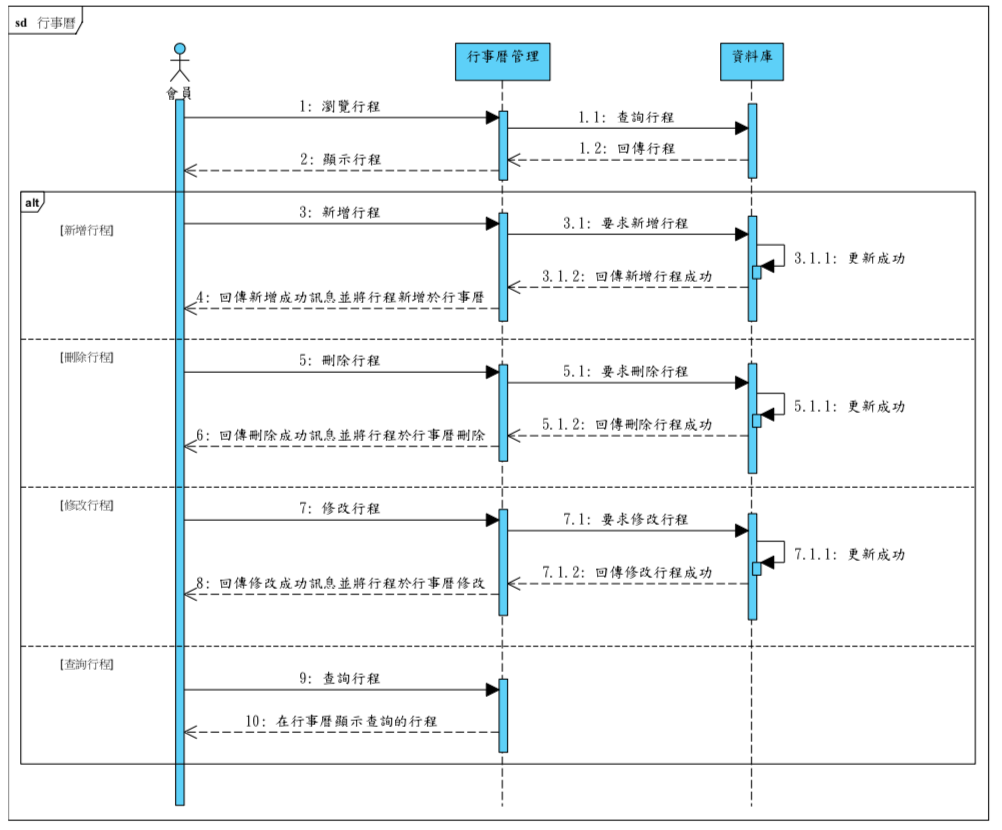 sd 行事曆
會員
行事曆管理
資料庫
1: 瀏覽行程
1.1: 查詢行程
1.2: 回傳行程
2: 顯示行程
alt
[新增行程]
3: 新增行程
3.1: 要求新增行程
3.1.1: 更新成功
3.1.2: 回傳新增行程成功
4: 回傳新增成功訊息並將行程新增於行事曆
[刪除行程]
5: 刪除行程
5.1: 要求刪除行程
5.1.1: 更新成功
5.1.2: 回傳刪除行程成功
6: 回傳刪除成功訊息並將行程於行事曆刪除
[修改行程]
7: 修改行程
7.1: 要求修改行程
7.1.1: 更新成功
7.1.2: 回傳修改行程成功
8: 回傳修改成功訊息並將行程於行事曆修改
[查詢行程]
9: 查詢行程
10: 在行事曆顯示查詢的行程